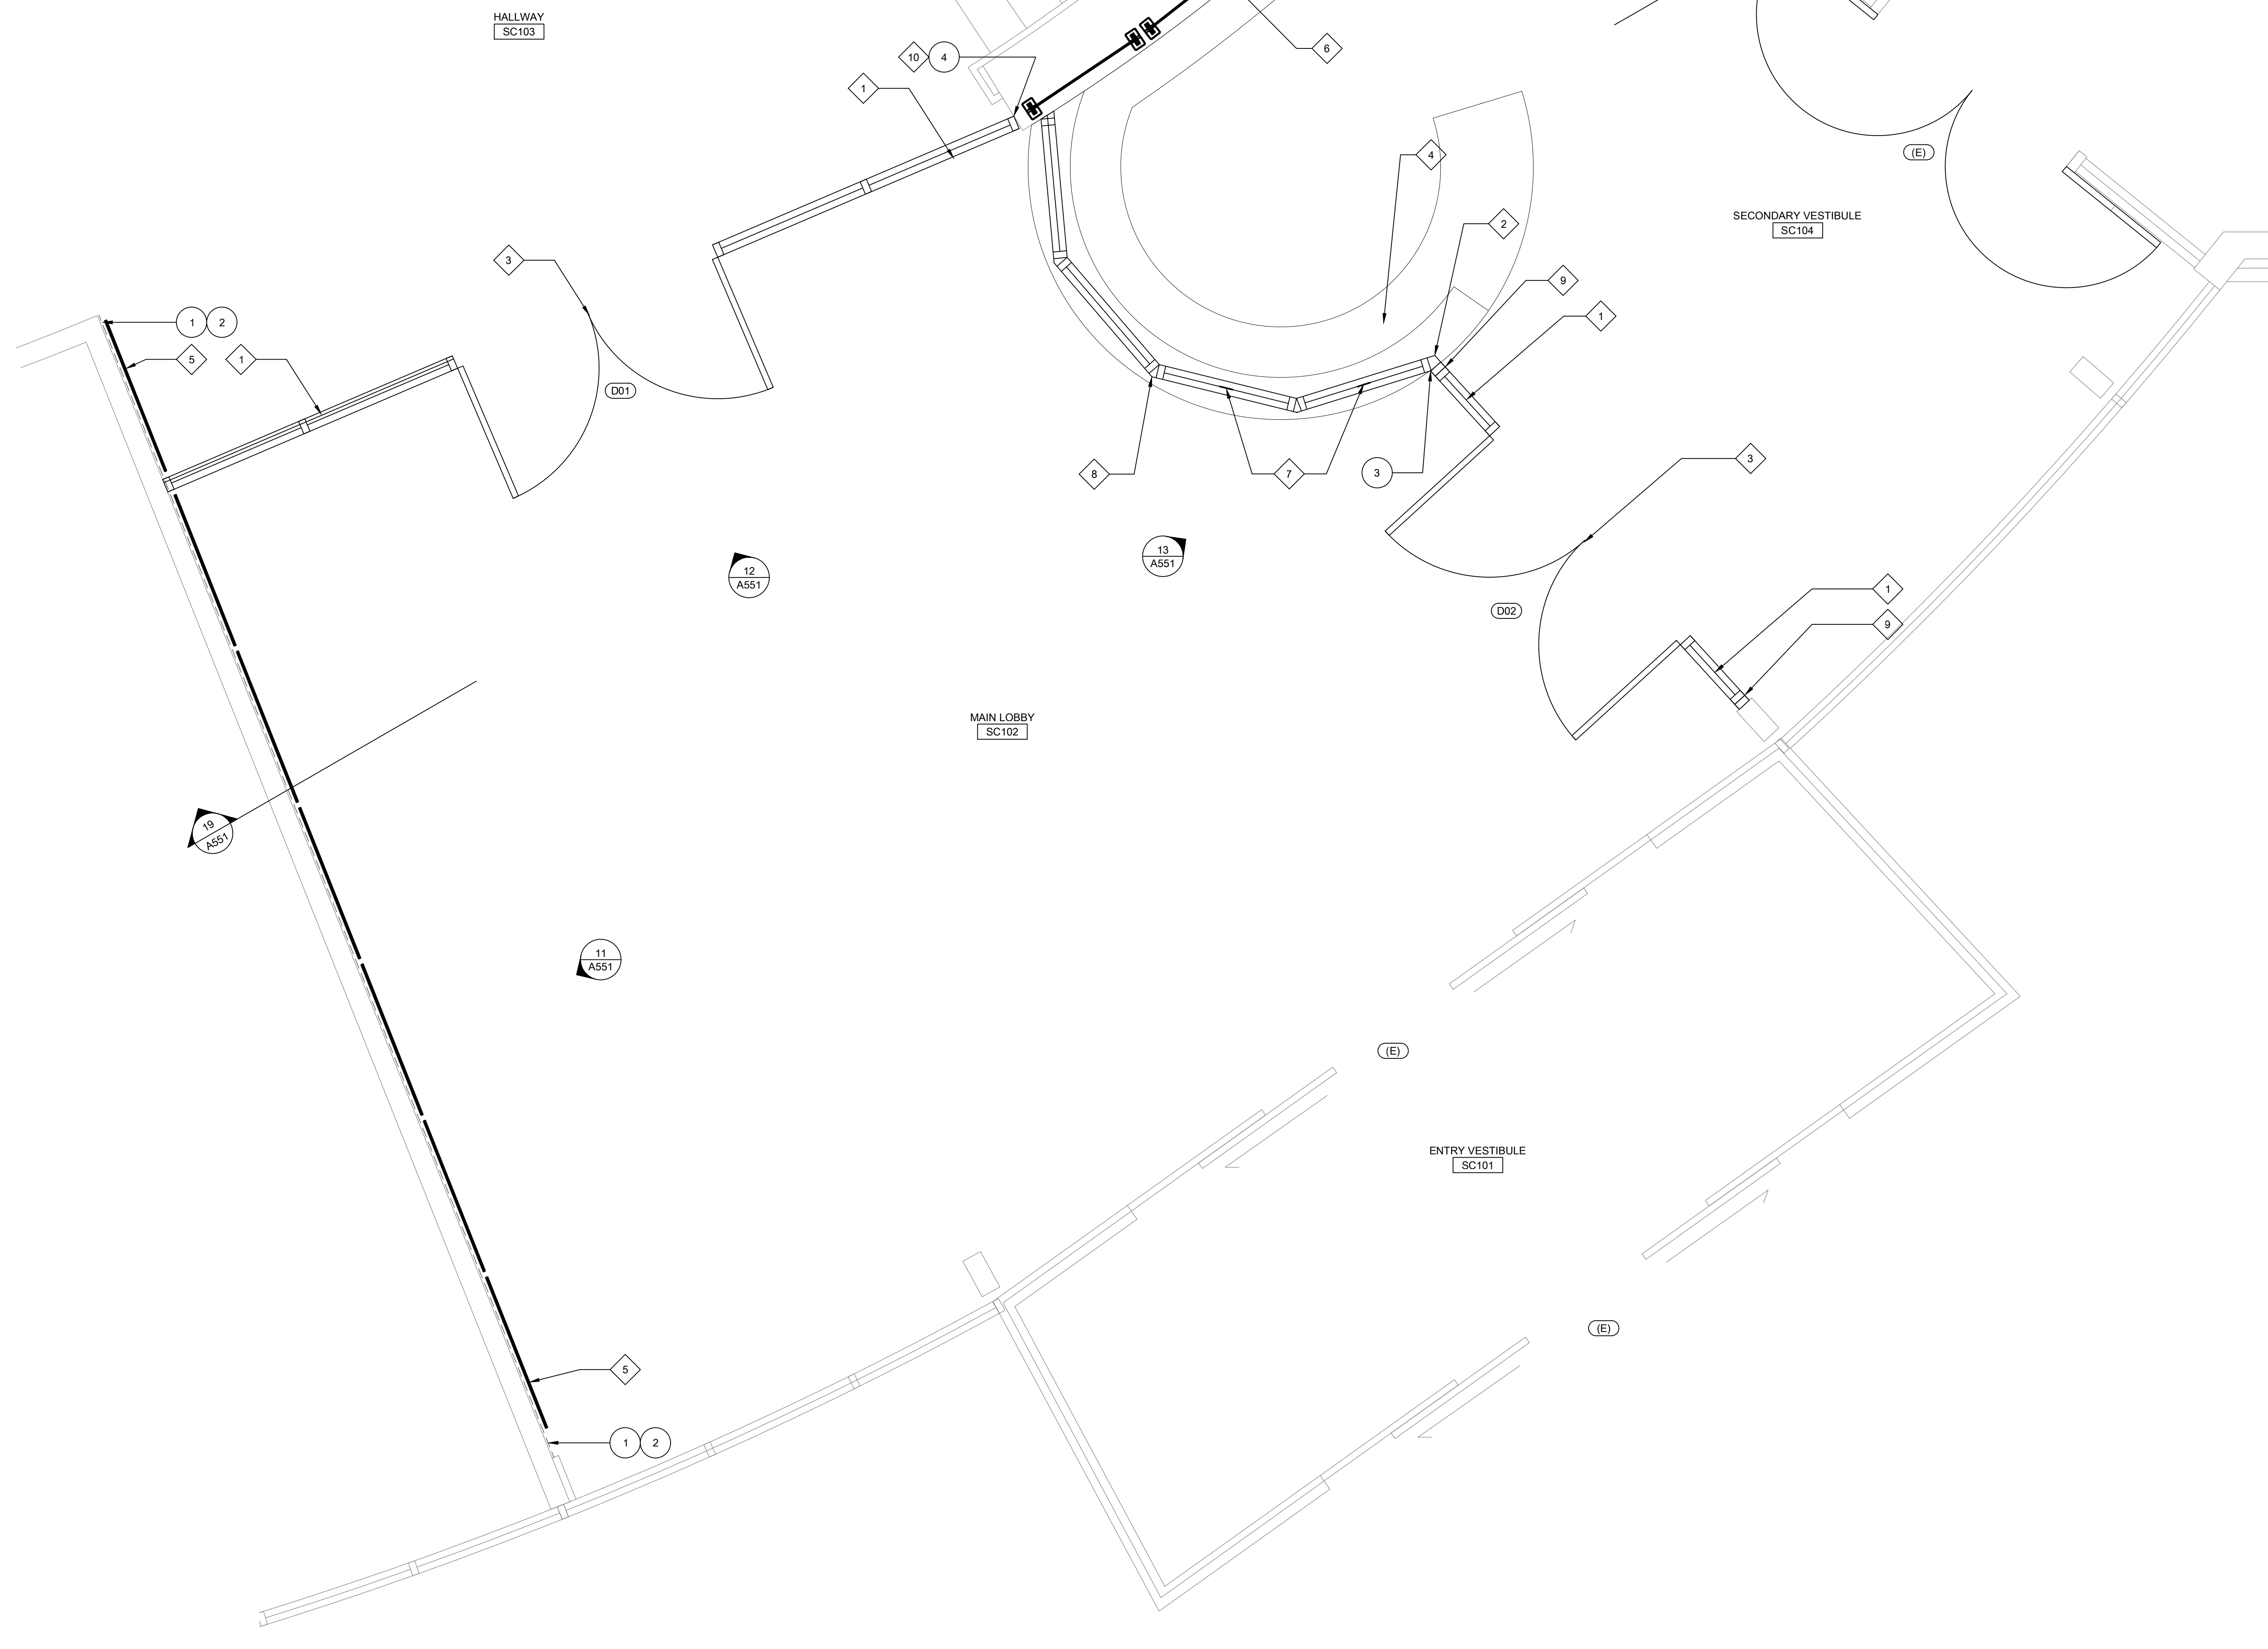 HALLWAY
SC103
10
4
6
1
(E)
4
SECONDARY VESTIBULE
SC104
2
3
9
1
1
2
5
1
D01
3
8
7
3
12
A551
13
A551
1
D02
9
MAIN LOBBY
SC102
19
A551
11
A551
(E)
ENTRY VESTIBULE
SC101
(E)
5
1
2